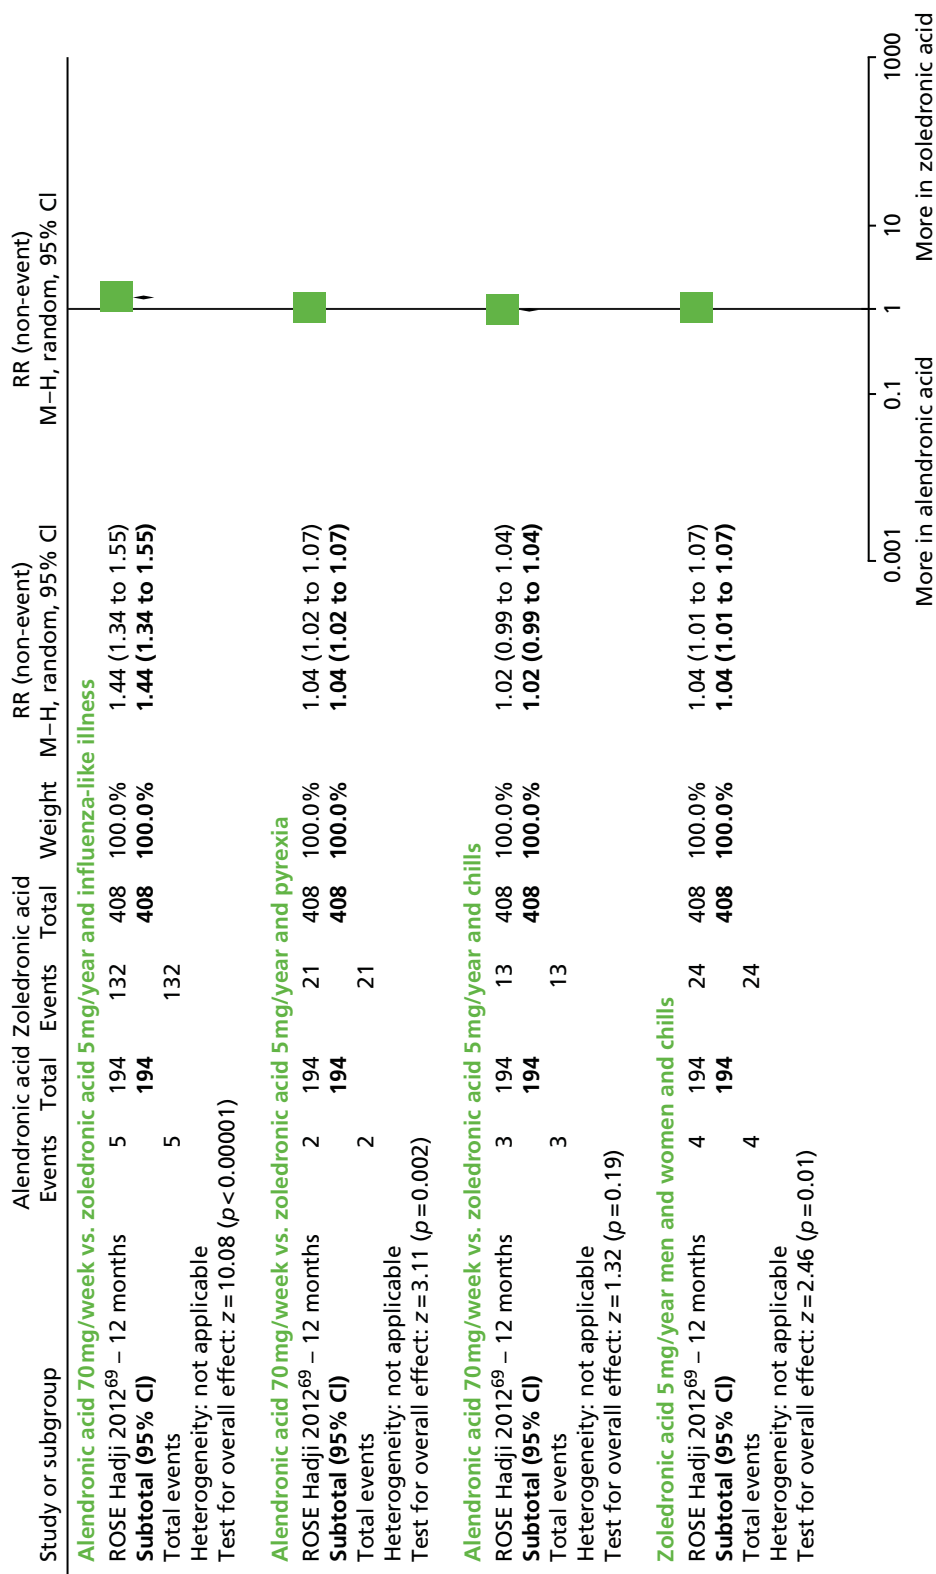 Alendronic acid Zoledronic acid RR (non-event) RR (non-event)
Study or subgroup Events Total Events Total Weight M–H, random, 95% CI M–H, random, 95% CI
Alendronic acid 70 mg/week vs. zoledronic acid 5 mg/year and influenza-like illness
ROSE Hadji 2012⁶⁹ – 12 months 5 194 132 408 100.0% 1.44 (1.34 to 1.55)
Subtotal (95% CI) 194 408 100.0% 1.44 (1.34 to 1.55)
Total events 5 132
Heterogeneity: not applicable
Test for overall effect: z = 10.08 (p < 0.00001)
Alendronic acid 70 mg/week vs. zoledronic acid 5 mg/year and pyrexia
ROSE Hadji 2012⁶⁹ – 12 months 2 194 21 408 100.0% 1.04 (1.02 to 1.07)
Subtotal (95% CI) 194 408 100.0% 1.04 (1.02 to 1.07)
Total events 2 21
Heterogeneity: not applicable
Test for overall effect: z = 3.11 (p = 0.002)
Alendronic acid 70 mg/week vs. zoledronic acid 5 mg/year and chills
ROSE Hadji 2012⁶⁹ – 12 months 3 194 13 408 100.0% 1.02 (0.99 to 1.04)
Subtotal (95% CI) 194 408 100.0% 1.02 (0.99 to 1.04)
Total events 3 13
Heterogeneity: not applicable
Test for overall effect: z = 1.32 (p = 0.19)
Zoledronic acid 5 mg/year men and women and chills
ROSE Hadji 2012⁶⁹ – 12 months 4 194 24 408 100.0% 1.04 (1.01 to 1.07)
Subtotal (95% CI) 194 408 100.0% 1.04 (1.01 to 1.07)
Total events 4 24
Heterogeneity: not applicable
Test for overall effect: z = 2.46 (p = 0.01)
0.001 0.1 1 10 1000
More in alendronic acid More in zoledronic acid